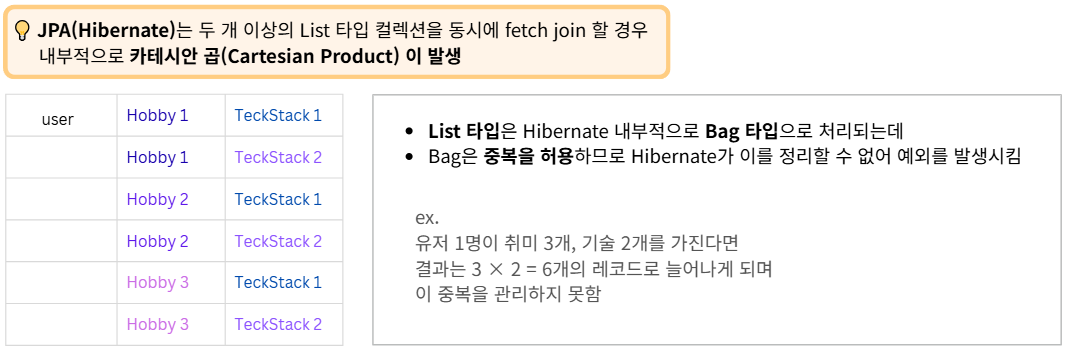 JPA(Hibernate)는 두 개 이상의 List 타입 컬렉션을 동시에 fetch join 할 경우
내부적으로 카테시안 곱(Cartesian Product) 이 발생
user Hobby 1 TeckStack 1
Hobby 1 TeckStack 2
Hobby 2 TeckStack 1
Hobby 2 TeckStack 2
Hobby 3 TeckStack 1
Hobby 3 TeckStack 2
• List 타입은 Hibernate 내부적으로 Bag 타입으로 처리되는데
• Bag은 중복을 허용하므로 Hibernate가 이를 정리할 수 없어 예외를 발생시킴
ex.
유저 1명이 취미 3개, 기술 2개를 가진다면
결과는 3 × 2 = 6개의 레코드로 늘어나게 되며
이 중복을 관리하지 못함